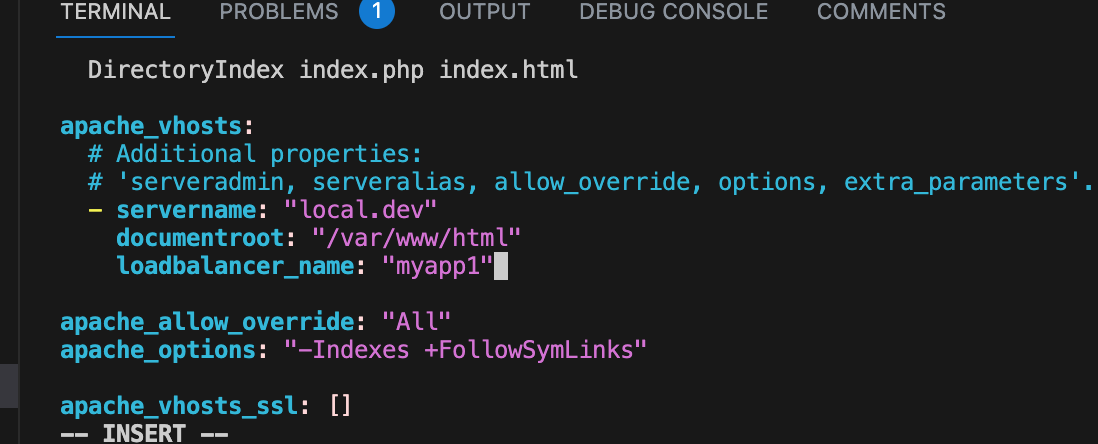 TERMINAL PROBLEMS 1 OUTPUT DEBUG CONSOLE COMMENTS
DirectoryIndex index.php index.html
apache_vhosts:
# Additional properties:
# 'serveradmin, serveralias, allow_override, options, extra_parameters'.
- servername: "local.dev"
documentroot: "/var/www/html"
loadbalancer_name: "myapp1"
apache_allow_override: "All"
apache_options: "-Indexes +FollowSymLinks"
apache_vhosts_ssl: []
-- INSERT --